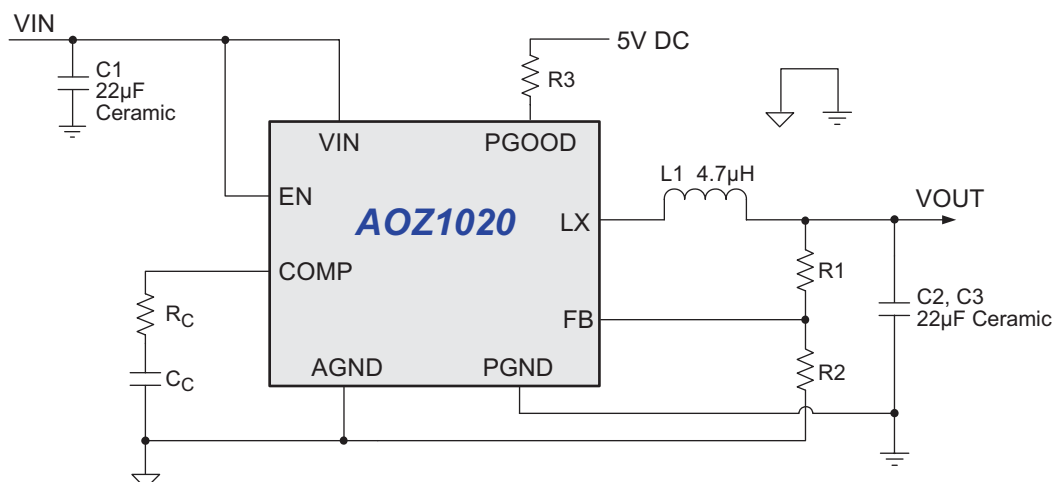 VIN
5V DC
C1
22µF
Ceramic
R3
VIN
PGOOD
L1 4.7µH
EN
VOUT
AOZ1020
LX
COMP
R1
C2, C3
22µF Ceramic
RC
FB
AGND
PGND
R2
CC